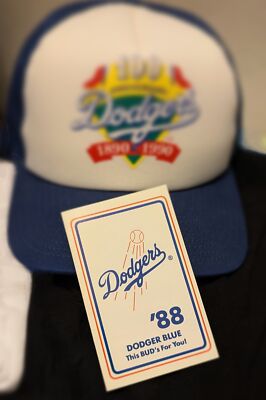 100
Dodgers
1890 1990
Dodgers®
'88
DODGER BLUE
This BUD's For You!